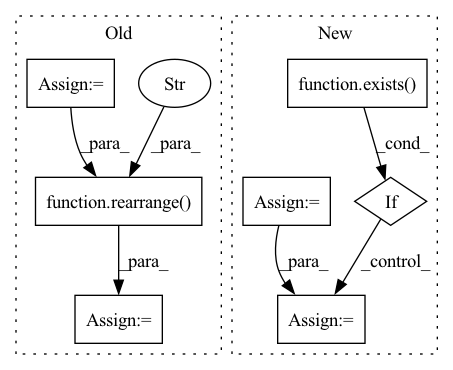 Old
New
Assign:=
Str
function.exists()
_para_
_para_
_cond_
function.rearrange()
Assign:=
If
_para_
_para_
_control_
Assign:=
Assign:=